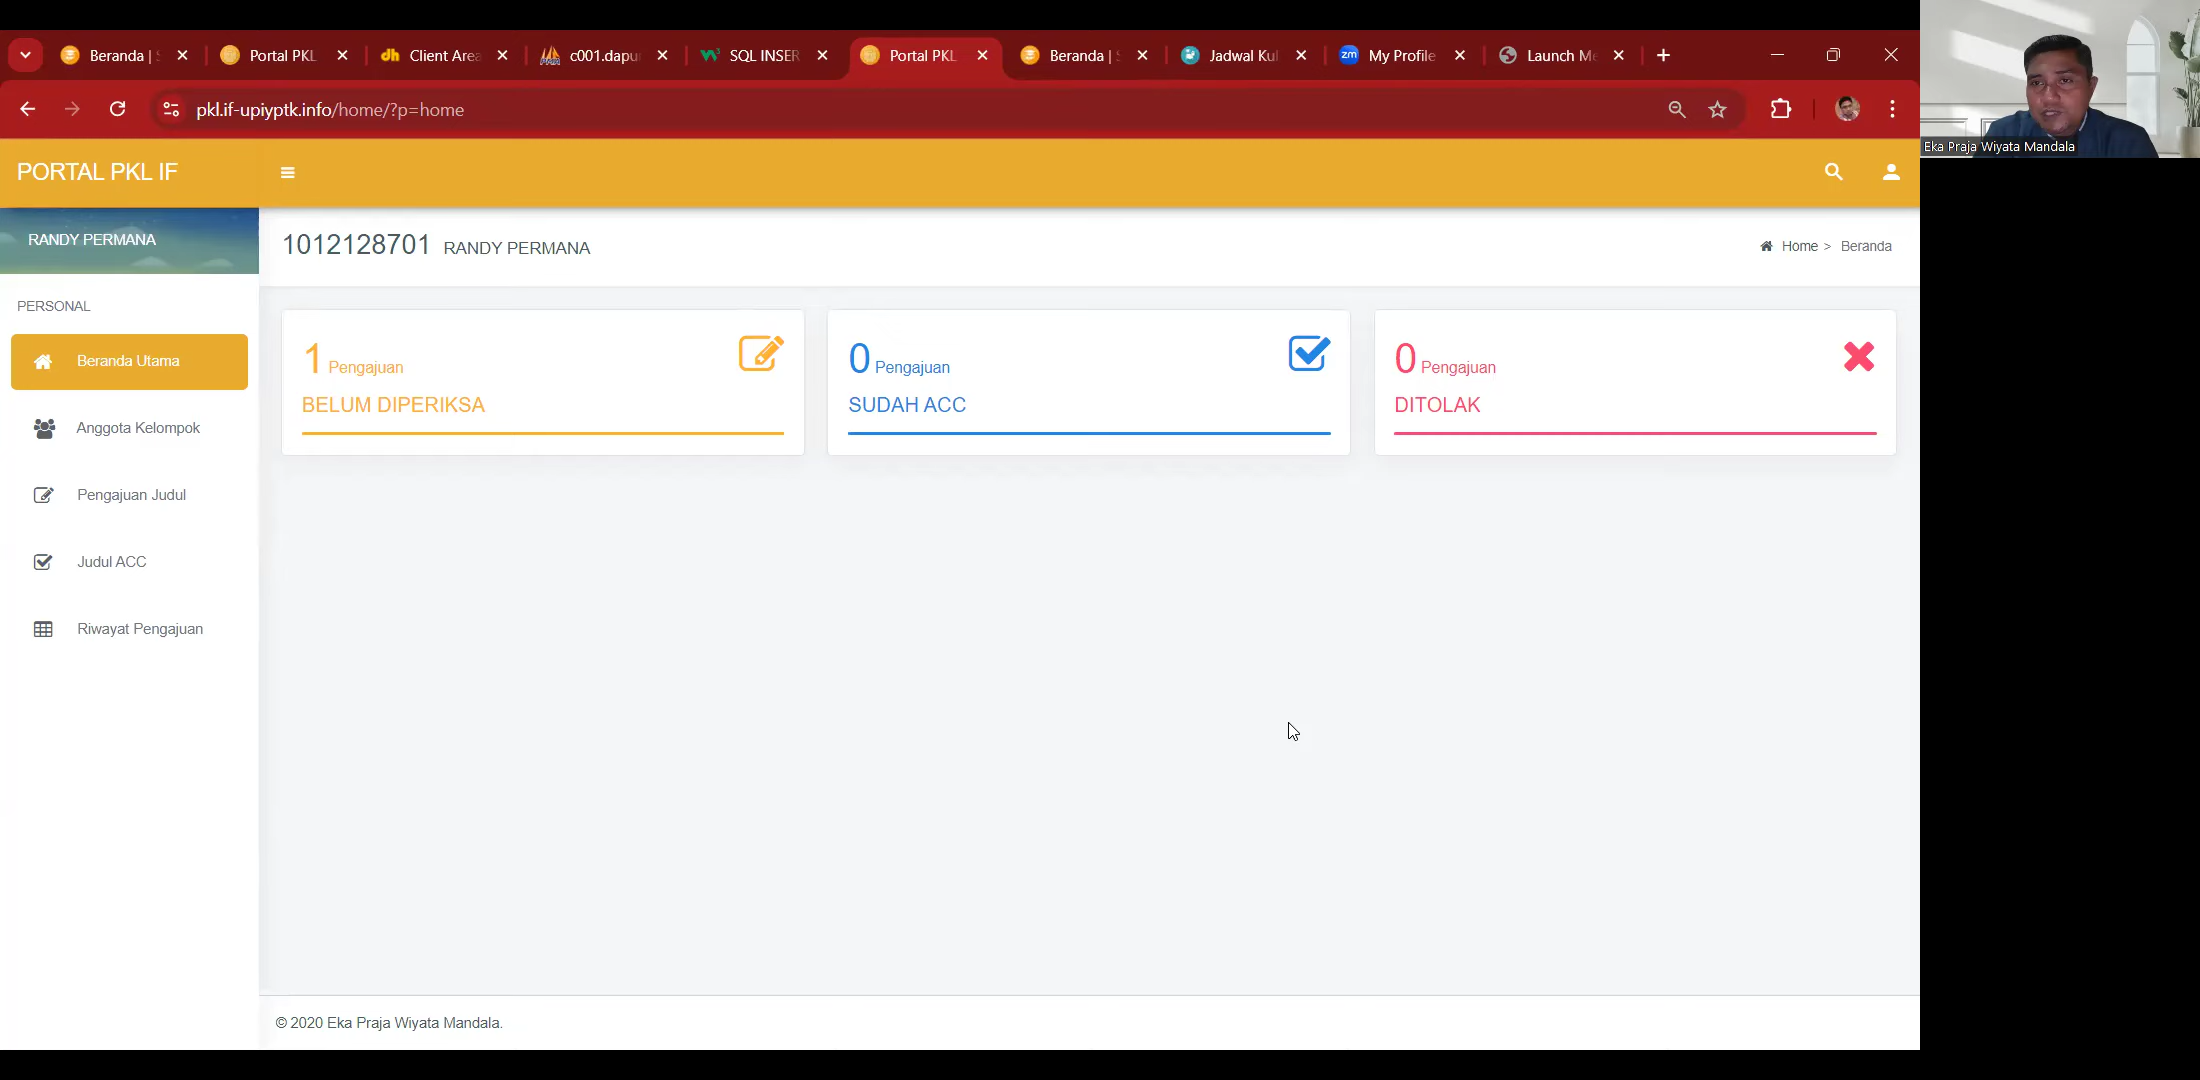 Beranda |
Portal PKL
Client Area
c001.dapu
SQL INSER
Portal PKL
Beranda |
Jadwal Kul
My Profile
Launch Me
pkl.if-upiyptk.info/home/?p=home
Eka Praja Wiyata Mandala
PORTAL PKL IF
RANDY PERMANA
1012128701 RANDY PERMANA
Home > Beranda
PERSONAL
Beranda Utama
Anggota Kelompok
Pengajuan Judul
Judul ACC
Riwayat Pengajuan
1 Pengajuan
BELUM DIPERIKSA
0 Pengajuan
SUDAH ACC
0 Pengajuan
DITOLAK
© 2020 Eka Praja Wiyata Mandala.